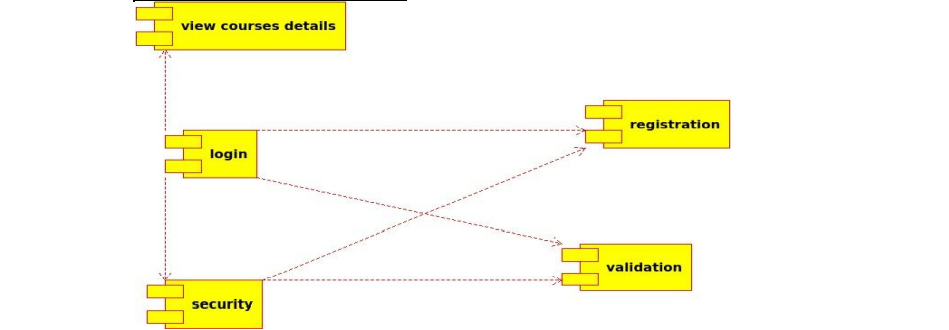 view courses details
registration
login
validation
security